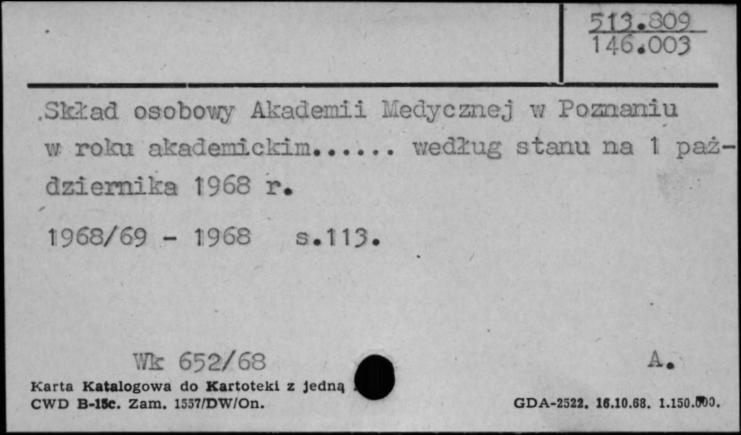 513.809
146.003
Skład osobowy Akademii Medycznej w Poznaniu
w roku akademickim...... według stanu na 1 paź-
dziernika 1968 r.
1968/69 - 1968 s.113.
Wk 652/68 A.
Karta Katalogowa do Kartoteki z jedną
CWD B-15c. Zam. 1557/DW/On. GDA-2522. 16.10.68. 1.150.000.